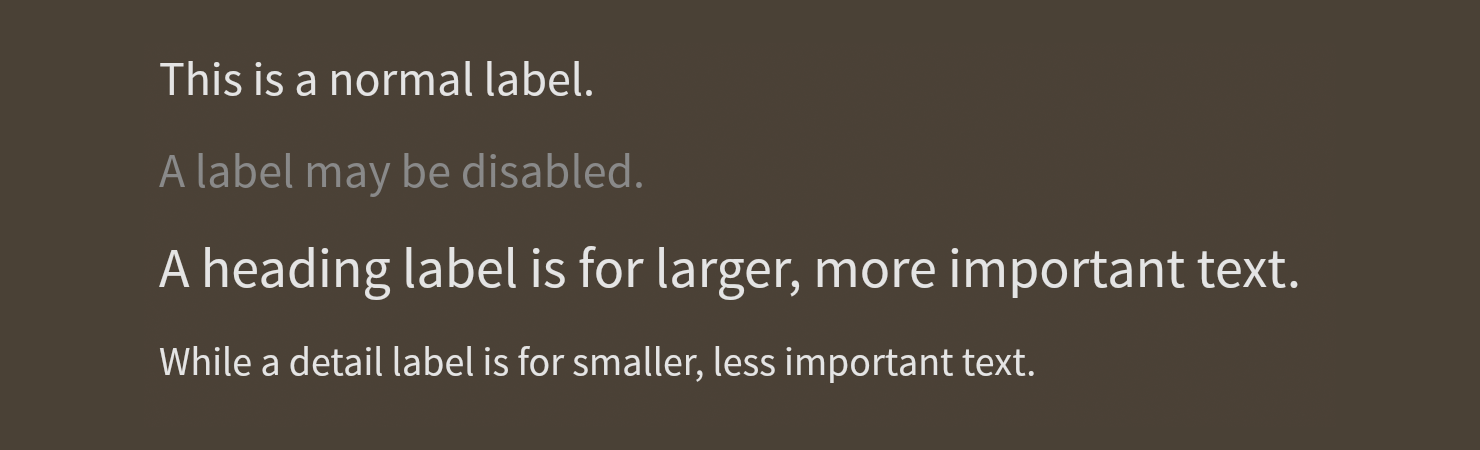 This is a normal label.
A label may be disabled.
A heading label is for larger, more important text.
While a detail label is for smaller, less important text.